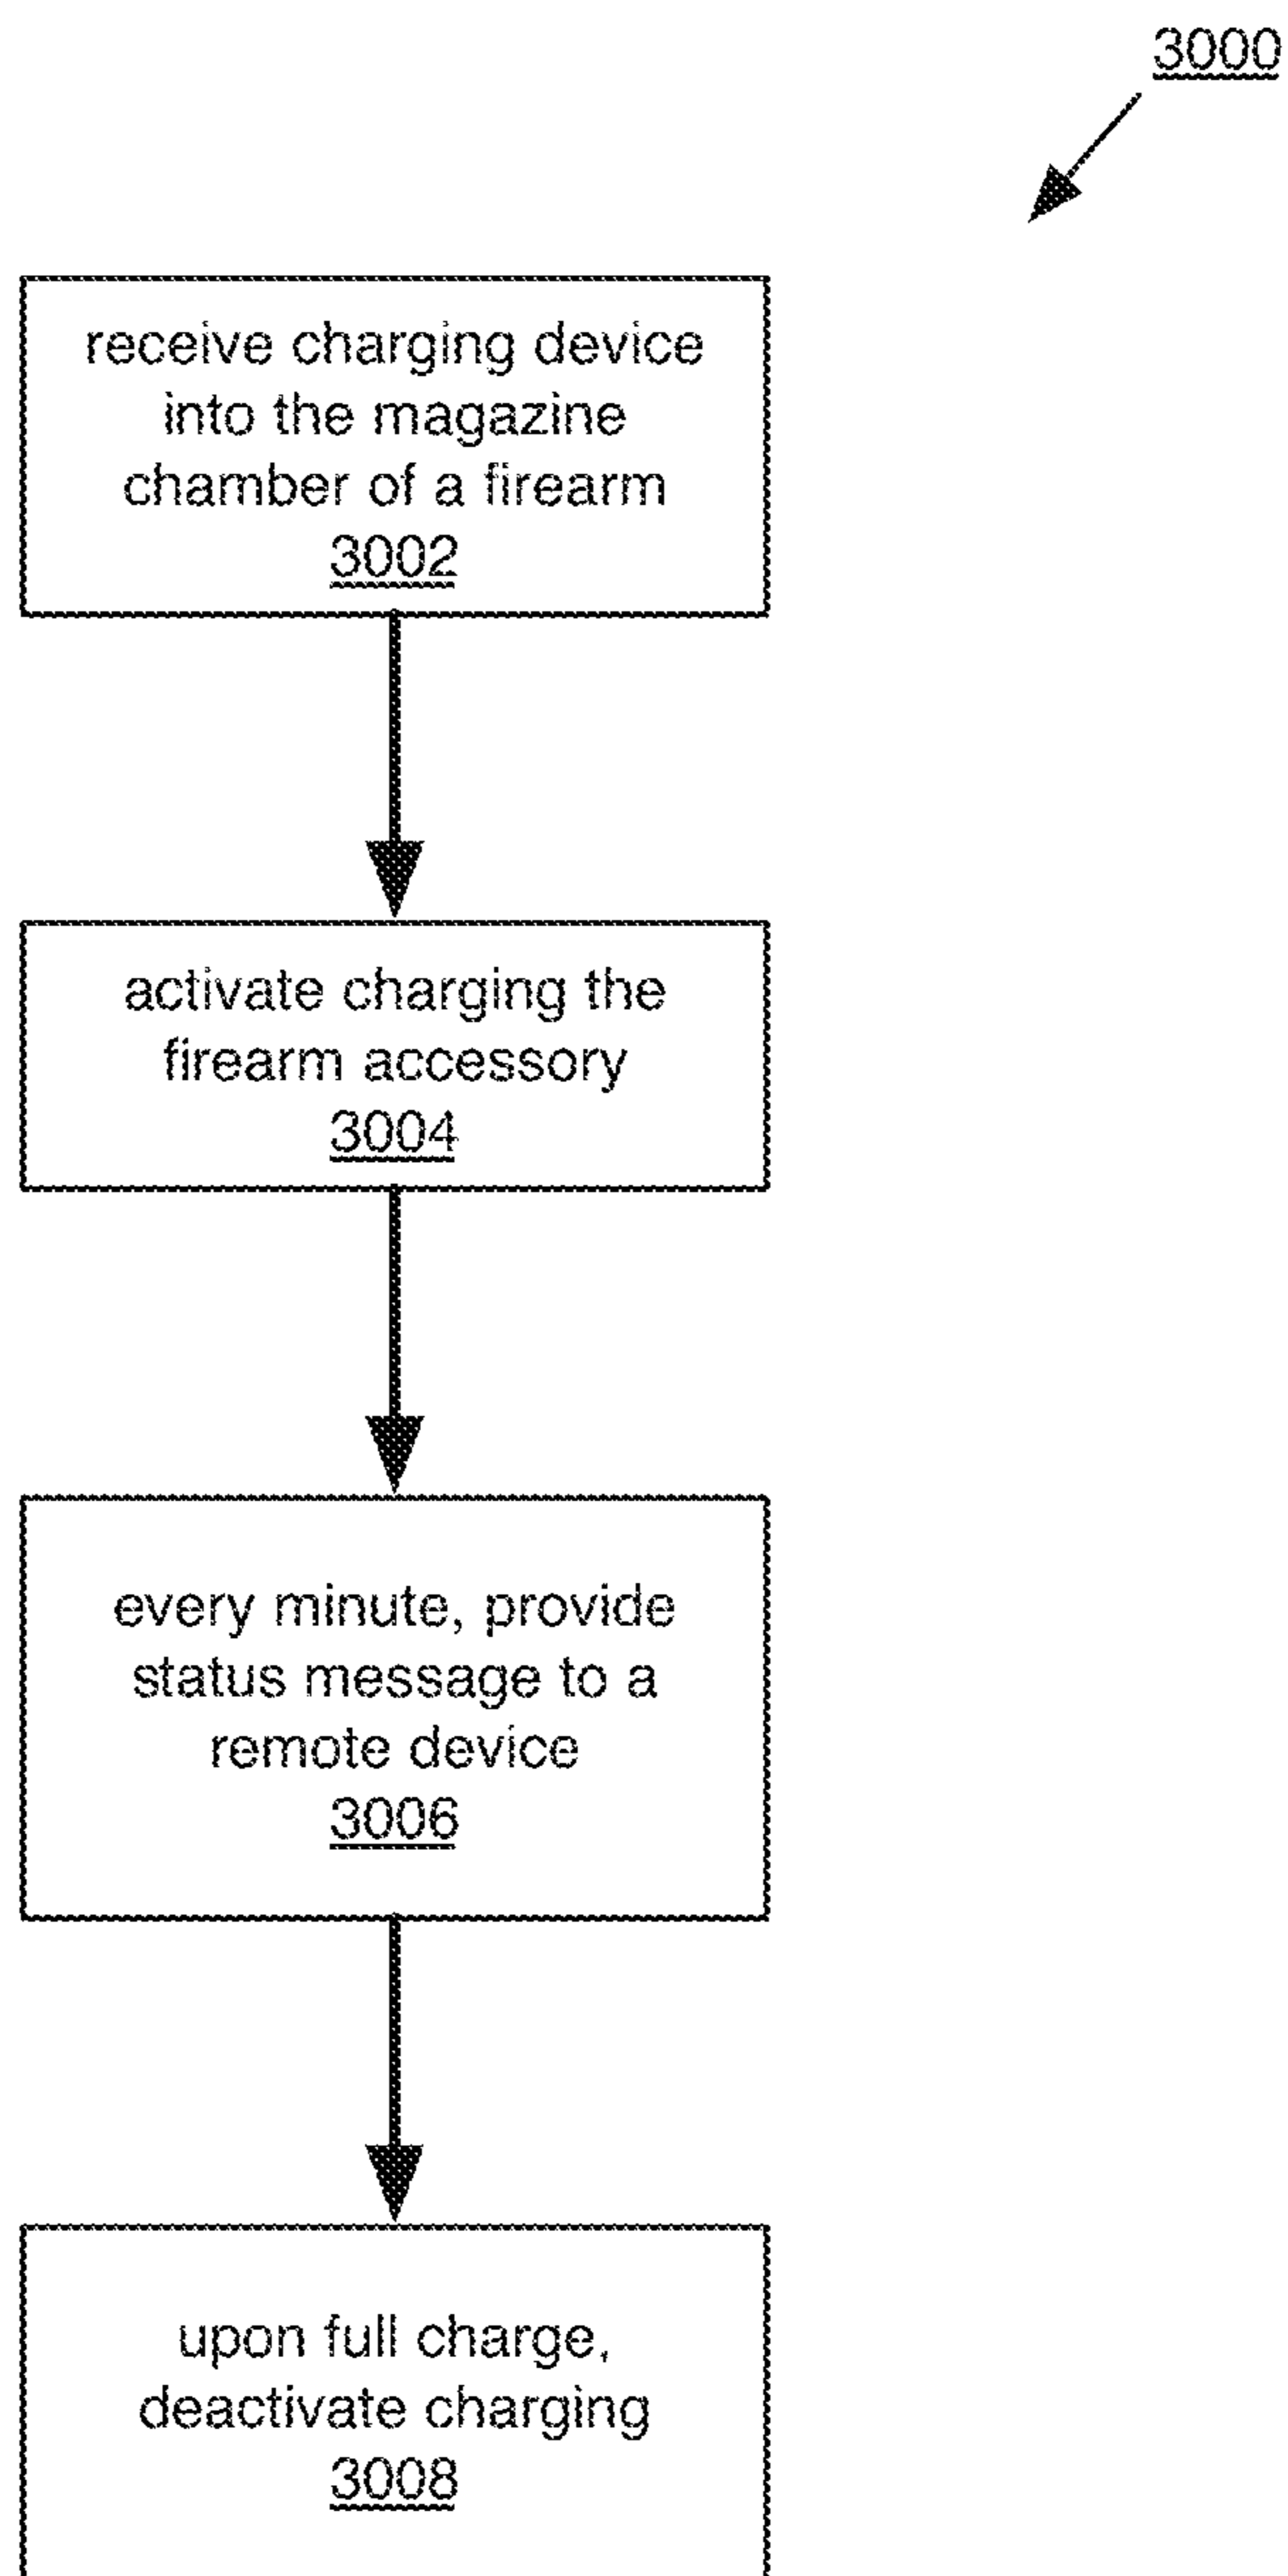 3000
receive charging device
into the magazine
chamber of a firearm
3002
activate charging the
firearm accessory
3004
every minute, provide
status message to a
remote device
3006
upon full charge,
deactivate charging
3008